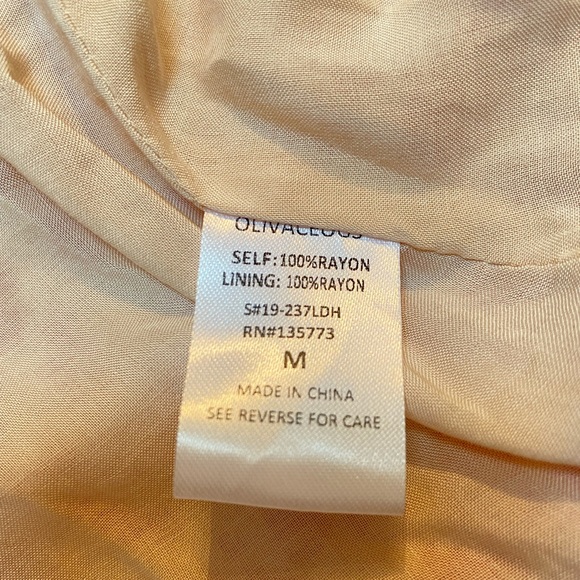 OLIVACEOUS
SELF:100%RAYON
LINING: 100%RAYON
S#19-237LDH
RN#135773
M
MADE IN CHINA
SEE REVERSE FOR CARE